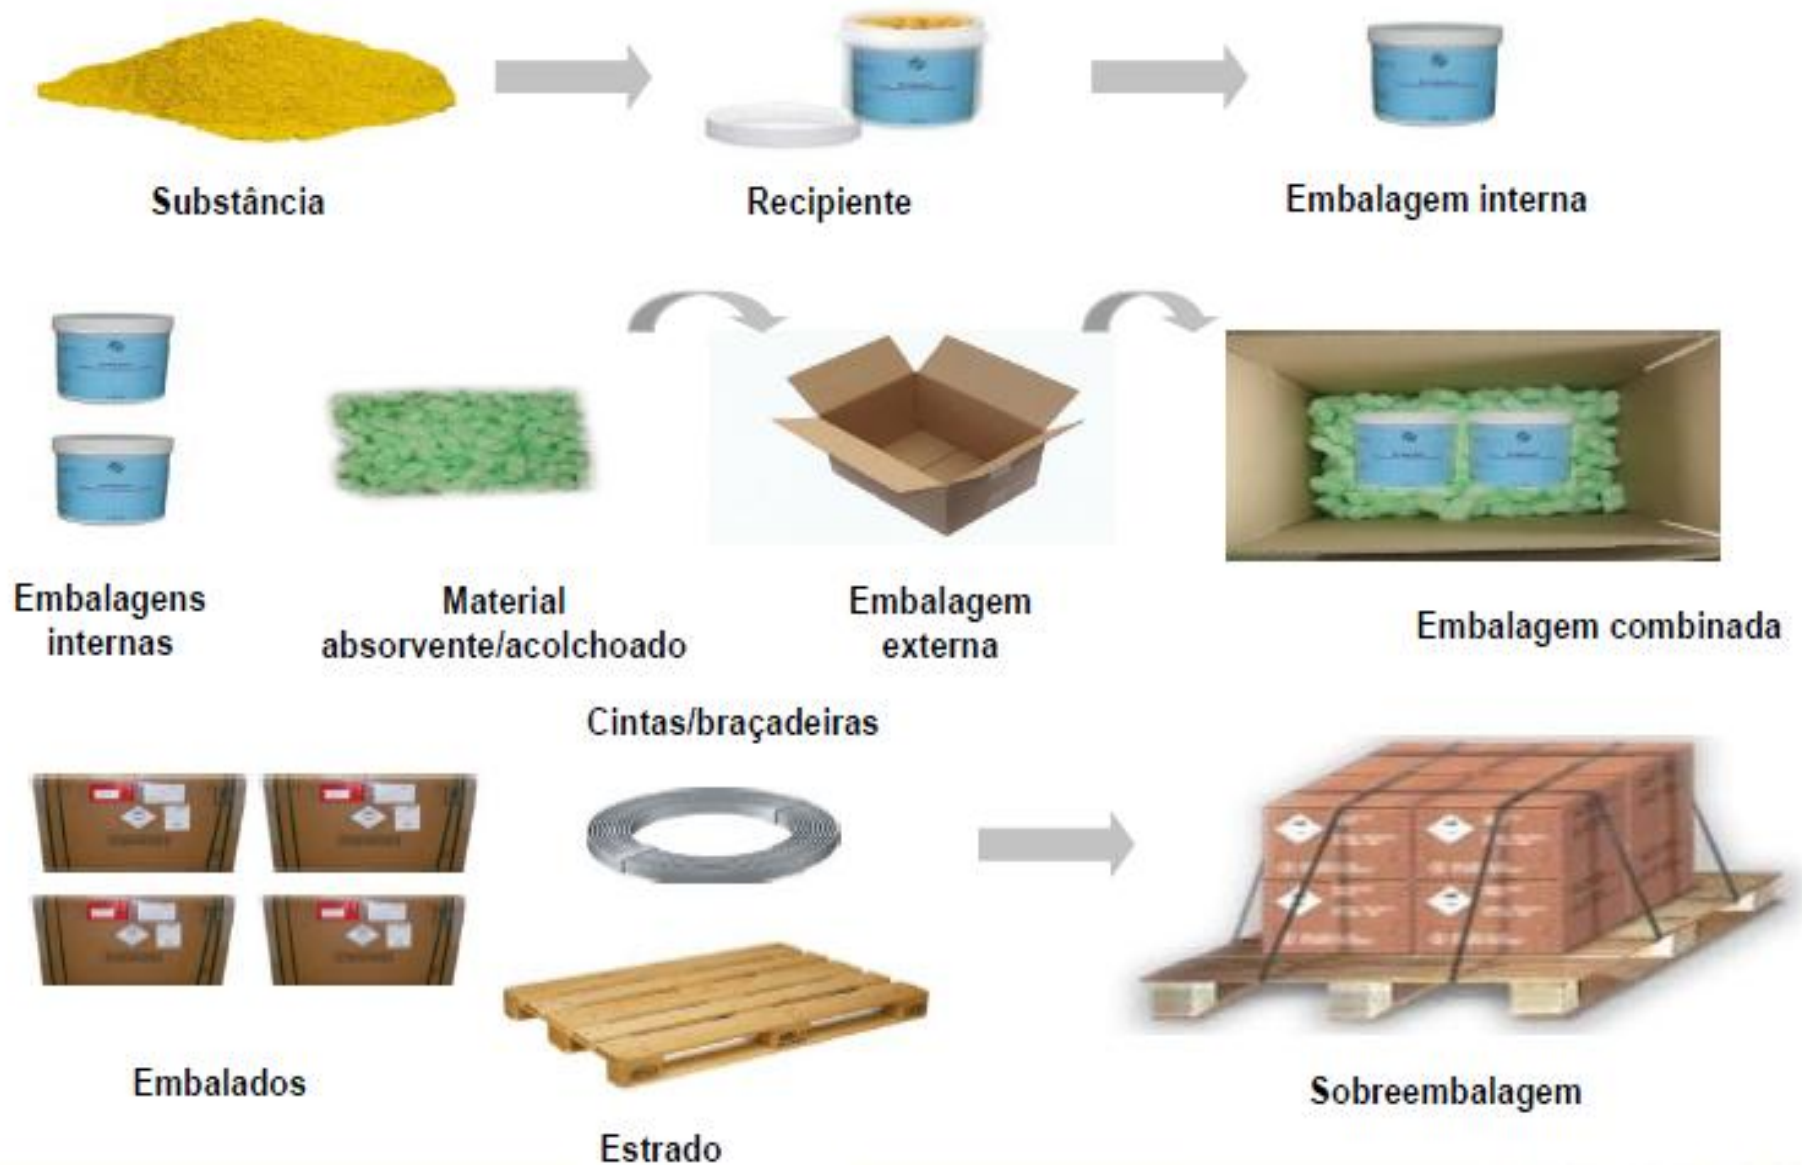 Substância
Recipiente
Embalagem interna
Embalagens
internas
Material
absorvente/acolchoado
Embalagem
externa
Embalagem combinada
Cintas/braçadeiras
Embalados
Estrado
Sobreembalagem